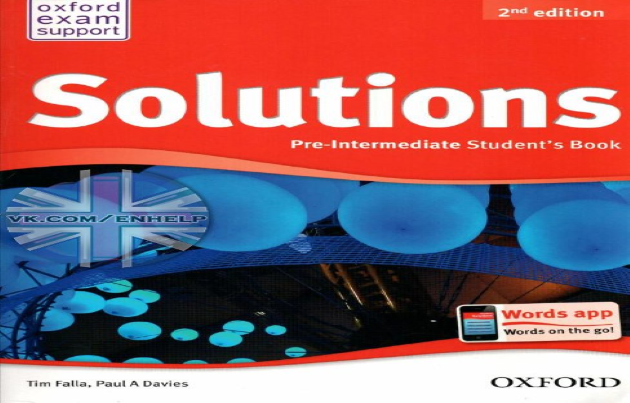 oxford
exam
support
2nd edition
Solutions
Pre-Intermediate Student's Book
VK.COM/ENHELP
Words app
Words on the go!
Tim Falla, Paul A Davies
OXFORD